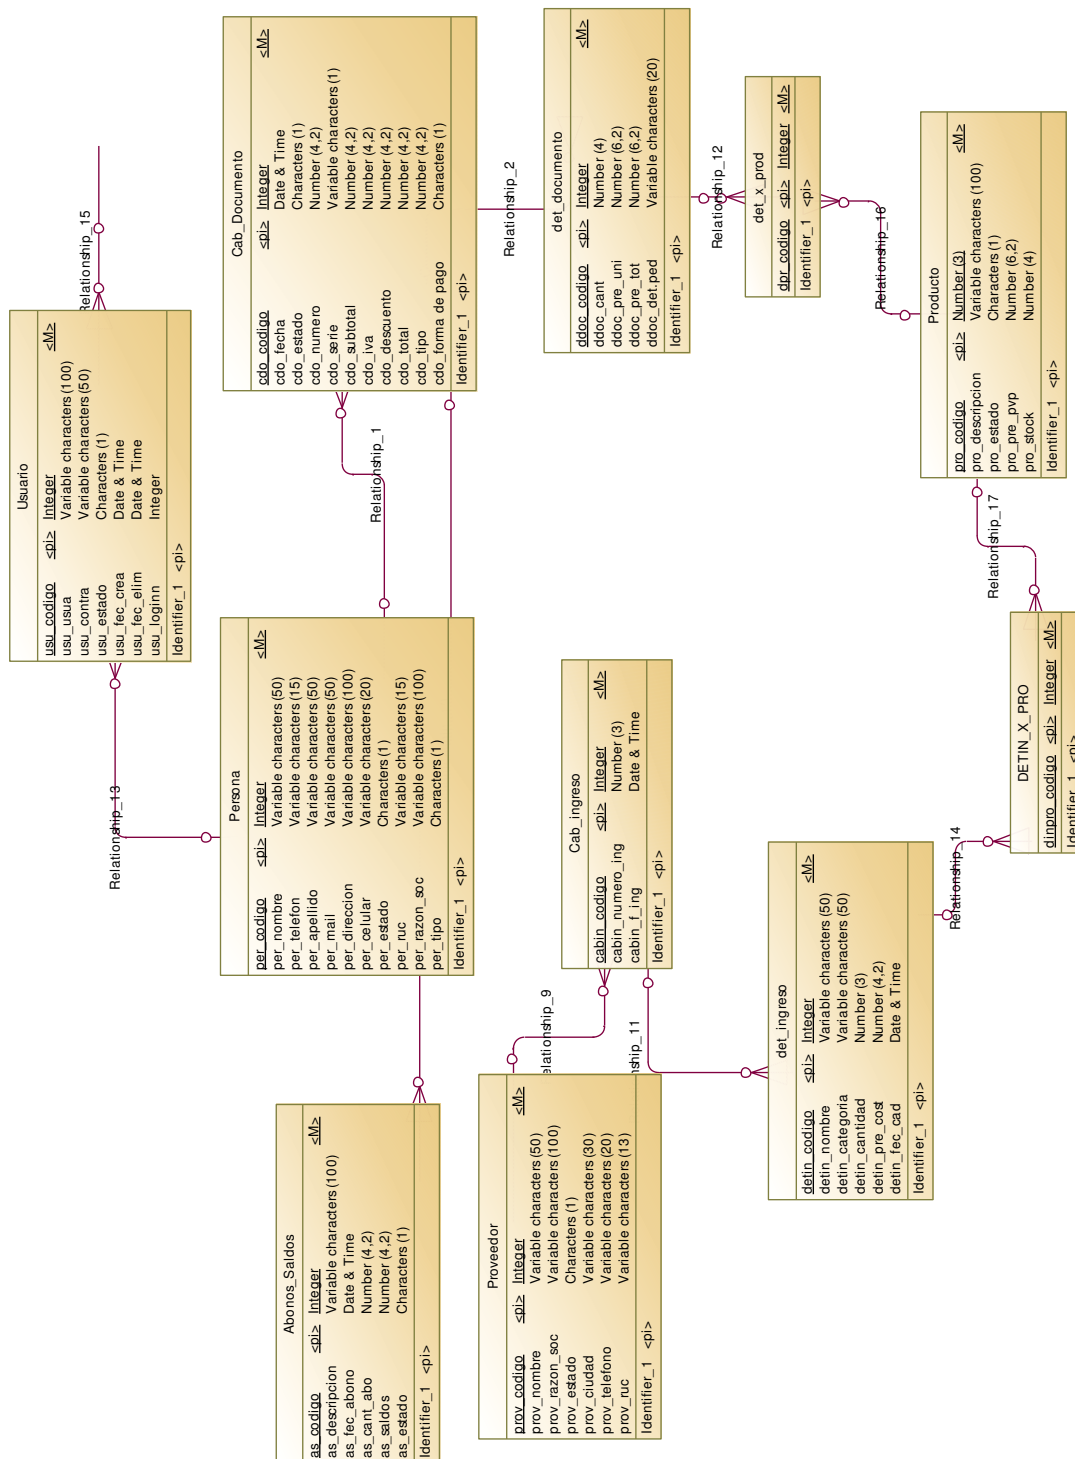 Usuario
usu_codigo <pi> Integer <M>
usu_usua Variable characters (100)
usu_contra Variable characters (50)
usu_estado Characters (1)
usu_fec_crea Date & Time
usu_fec_elim Date & Time
usu_loginn Integer
Identifier_1 <pi>
Relationship_15
Relationship_13
Cab_Documento
cdo_codigo <pi> Integer <M>
cdo_fecha Date & Time
cdo_estado Characters (1)
cdo_numero Number (4,2)
cdo_serie Variable characters (1)
cdo_subtotal Number (4,2)
cdo_iva Number (4,2)
cdo_descuento Number (4,2)
cdo_total Number (4,2)
cdo_tipo Number (4,2)
cdo_forma de pago Characters (1)
Identifier_1 <pi>
Persona
per_codigo <pi> Integer <M>
per_nombre Variable characters (50)
per_telefon Variable characters (15)
per_apellido Variable characters (50)
per_mail Variable characters (50)
per_direccion Variable characters (100)
per_celular Variable characters (20)
per_estado Characters (1)
per_ruc Variable characters (15)
per_razon_soc Variable characters (100)
per_tipo Characters (1)
Identifier_1 <pi>
Abonos_Saldos
as_codigo <pi> Integer <M>
as_descripcion Variable characters (100)
as_fec_abono Date & Time
as_cant_abo Number (4,2)
as_saldos Number (4,2)
as_estado Characters (1)
Identifier_1 <pi>
Relationship_1
Relationship_2
Proveedor
prov_codigo <pi> Integer <M>
prov_nombre Variable characters (50)
prov_razon_soc Variable characters (100)
prov_estado Characters (1)
prov_ciudad Variable characters (30)
prov_telefono Variable characters (20)
prov_ruc Variable characters (13)
Identifier_1 <pi>
elationship_9
Cab_ingreso
cabin_codigo <pi> Integer <M>
cabin_numero_ing Number (3)
cabin_f_ing Date & Time
Identifier_1 <pi>
ship_11
det_documento
ddoc_codigo <pi> Integer <M>
ddoc_cant Number (4)
ddoc_pre_uni Number (6,2)
ddoc_pre_tot Number (6,2)
ddoc_det.ped Variable characters (20)
Identifier_1 <pi>
Relationship_12
det_x_prod
dpr_codigo <pi> Integer <M>
Identifier_1 <pi>
det_ingreso
detin_codigo <pi> Integer <M>
detin_nombre Variable characters (50)
detin_categoria Variable characters (50)
detin_cantidad Number (3)
detin_pre_cost Number (4,2)
detin_fec_cad Date & Time
Identifier_1 <pi>
Relationship_16
Producto
pro_codigo <pi> Number (3) <M>
pro_descripcion Variable characters (100)
pro_estado Characters (1)
pro_pre_pvp Number (6,2)
pro_stock Number (4)
Identifier_1 <pi>
Relationship_14
Relationship_17
DETIN_X_PRO
dinpro_codigo <pi> Integer <M>
Identifier_1 <pi>